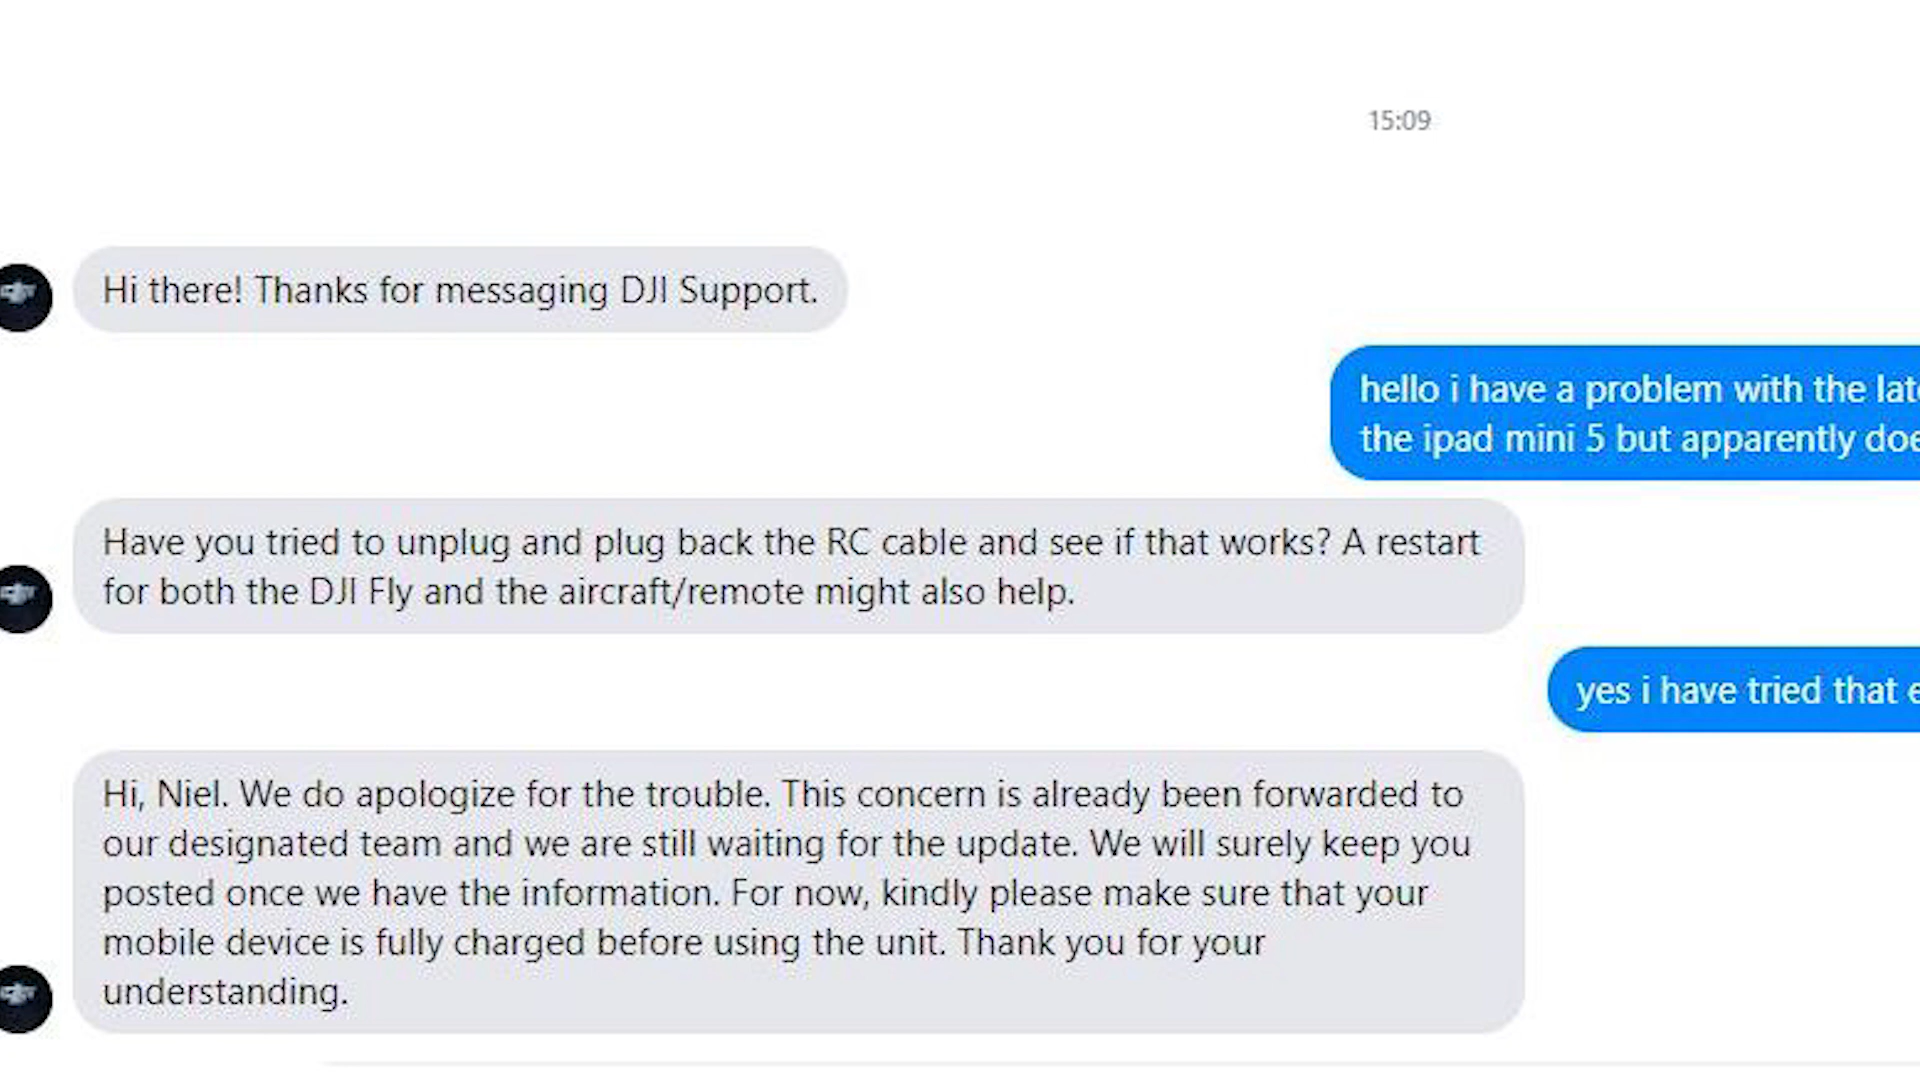 15:09
Hi there! Thanks for messaging DJI Support.
hello i have a problem with the
the ipad mini 5 but apparently
Have you tried to unplug and plug back the RC cable and see if that works? A restart
for both the DJI Fly and the aircraft/remote might also help.
yes i have tried that
Hi, Niel. We do apologize for the trouble. This concern is already been forwarded to
our designated team and we are still waiting for the update. We will surely keep you
posted once we have the information. For now, kindly please make sure that your
mobile device is fully charged before using the unit. Thank you for your
understanding.